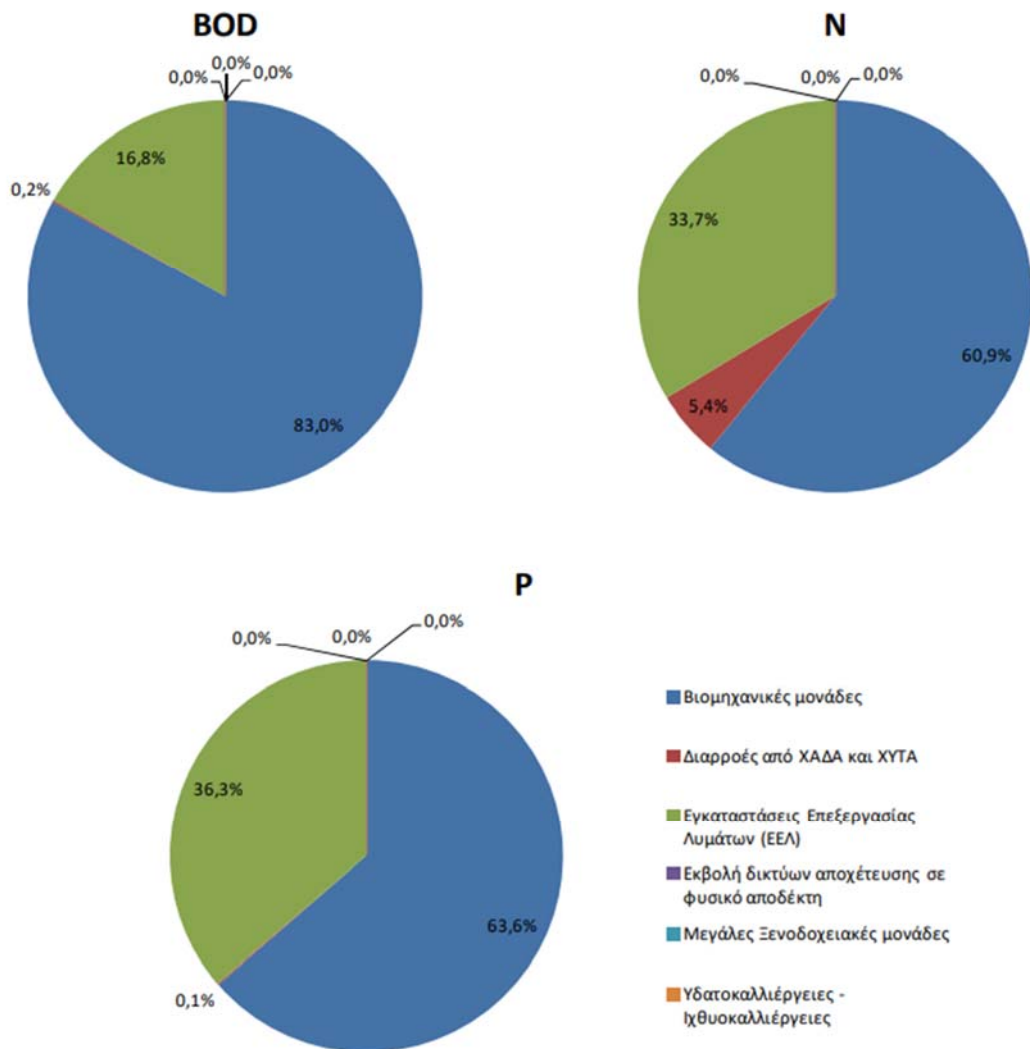 BOD
0,0%
0,0%
0,0%
16,8%
0,2%
83,0%
N
0,0%
0,0%
0,0%
33,7%
60,9%
5,4%
P
0,0%
0,0%
0,0%
36,3%
63,6%
0,1%
Βιομηχανικές μονάδες
Διαρροές από ΧΑΔΑ και ΧΥΤΑ
Εγκαταστάσεις Επεξεργασίας
Λυμάτων (ΕΕΛ)
Εκβολή δικτύων αποχέτευσης σε
φυσικό αποδέκτη
Μεγάλες Ξενοδοχειακές μονάδες
Υδατοκαλλιέργειες -
Ιχθυοκαλλιέργειες